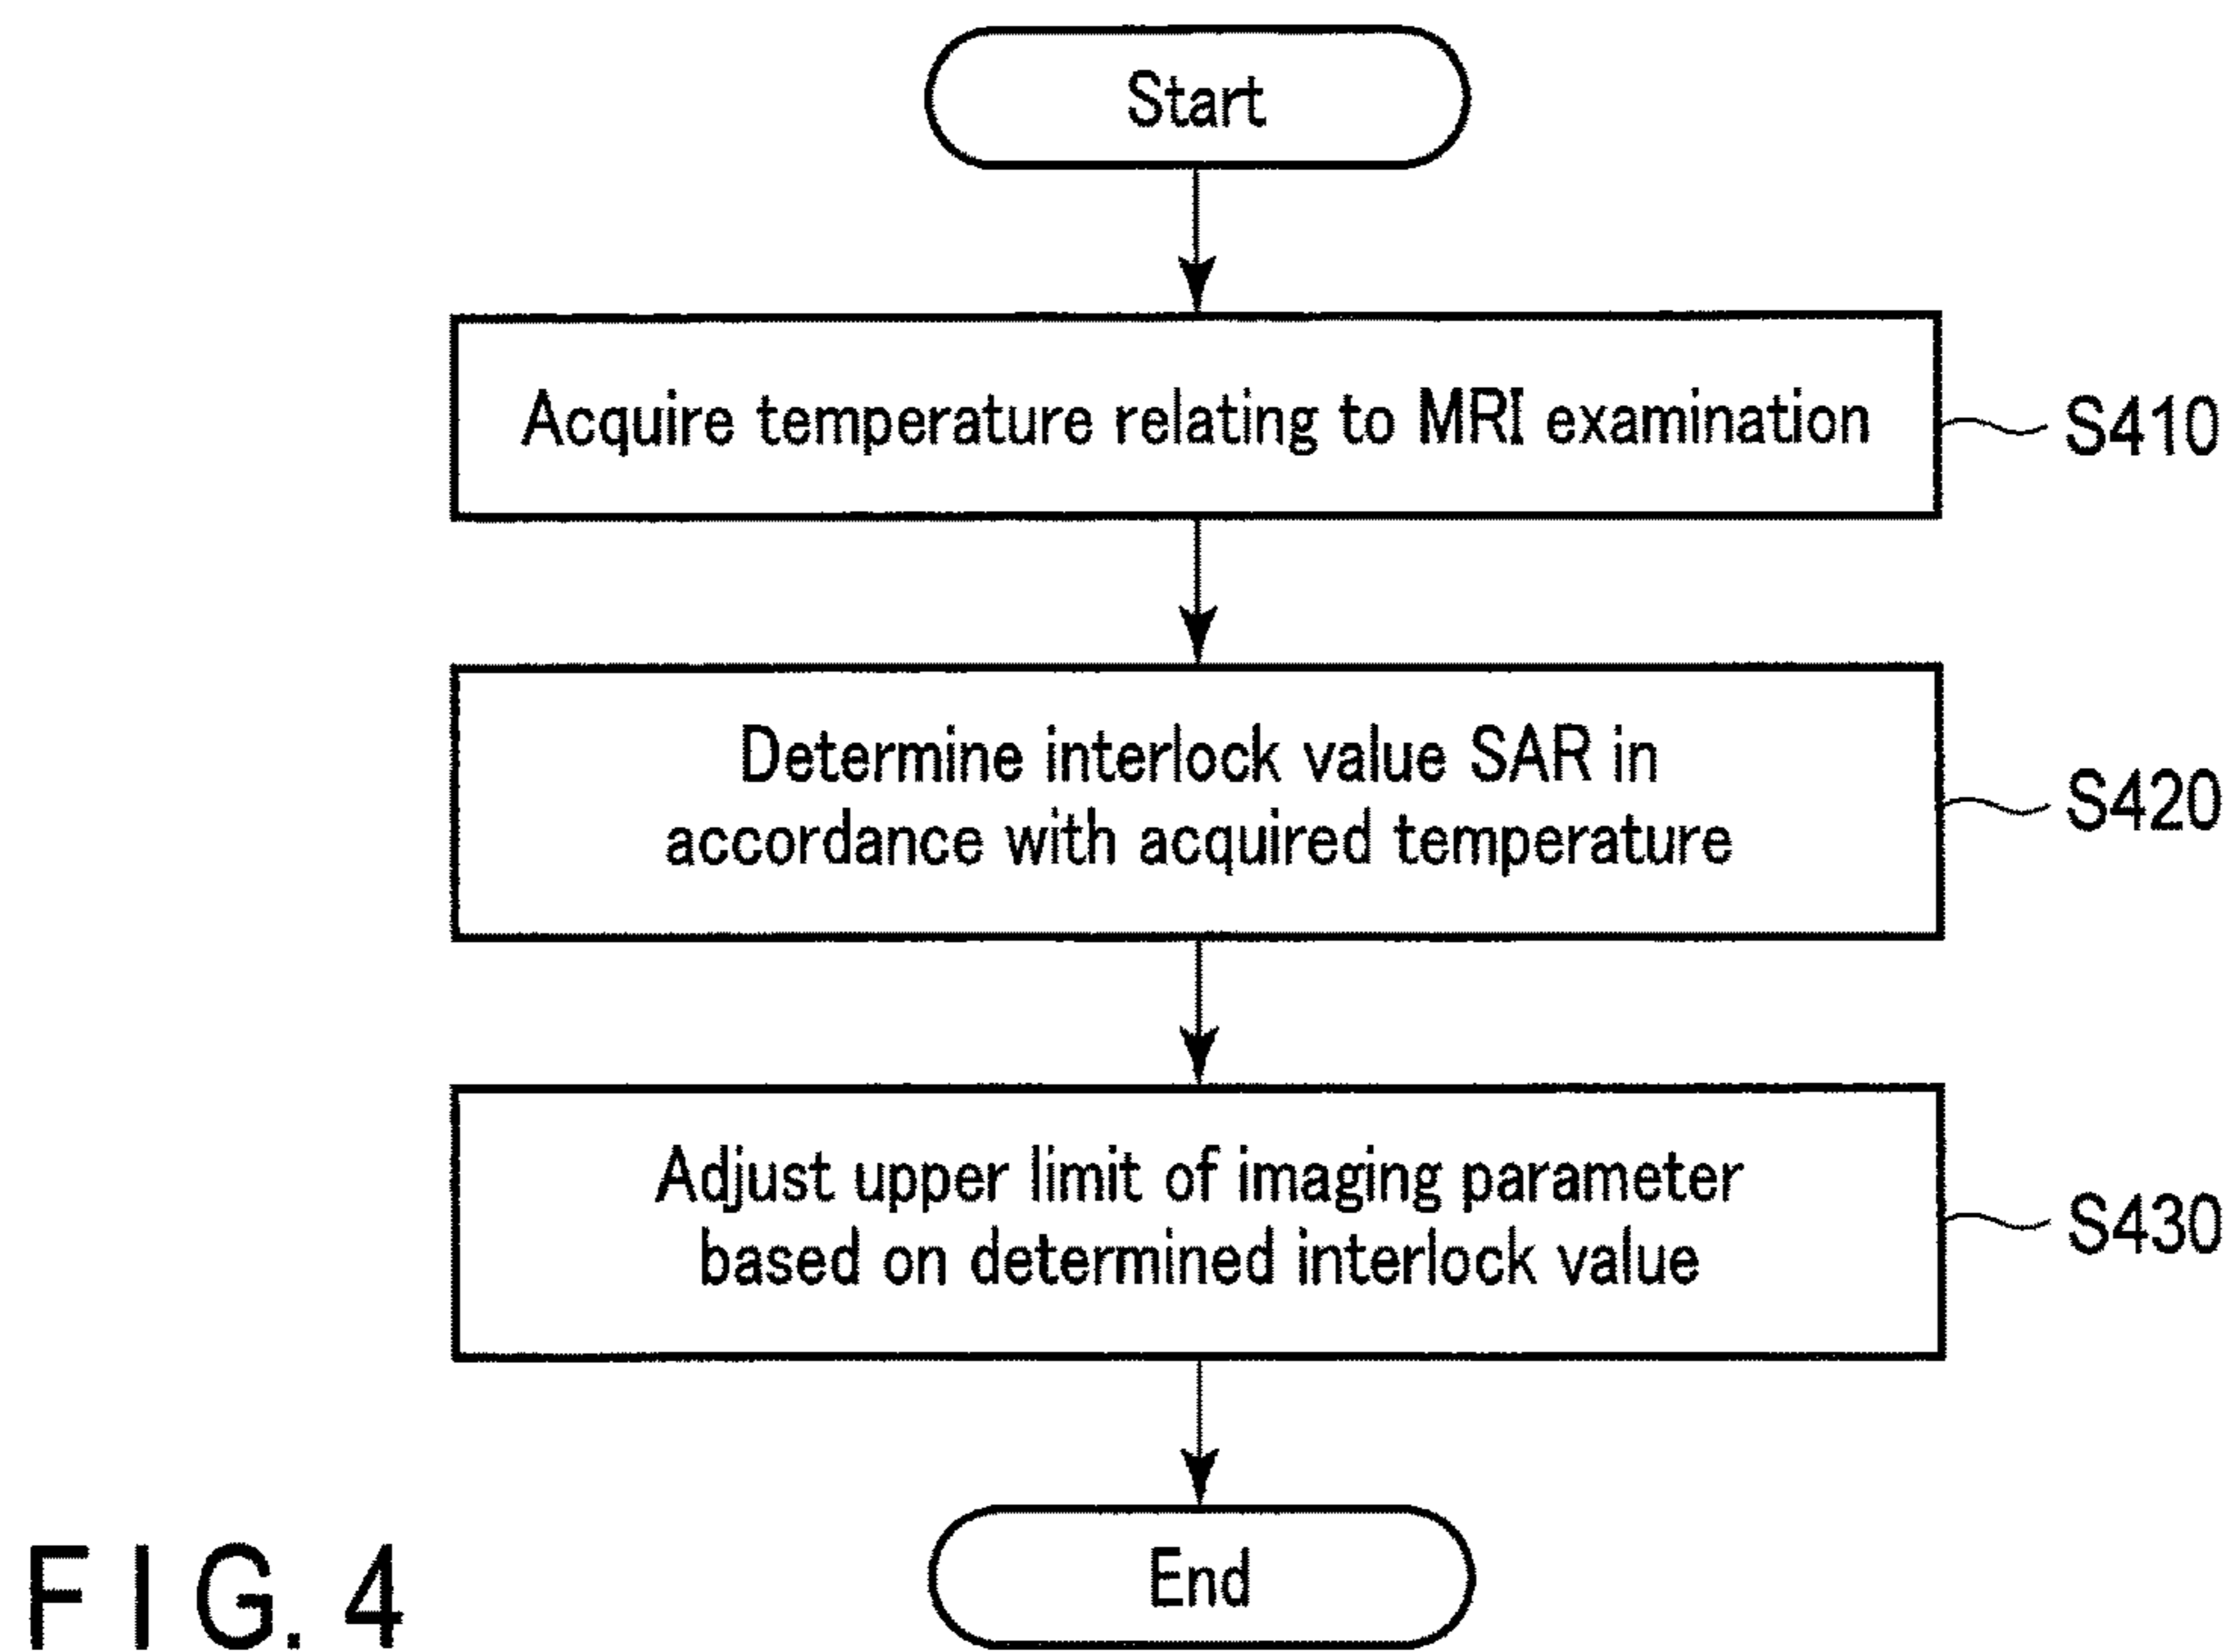 Start
Acquire temperature relating to MRI examination
S410
Determine interlock value SAR in
accordance with acquired temperature
S420
Adjust upper limit of imaging parameter
based on determined interlock value
S430
End
FIG. 4